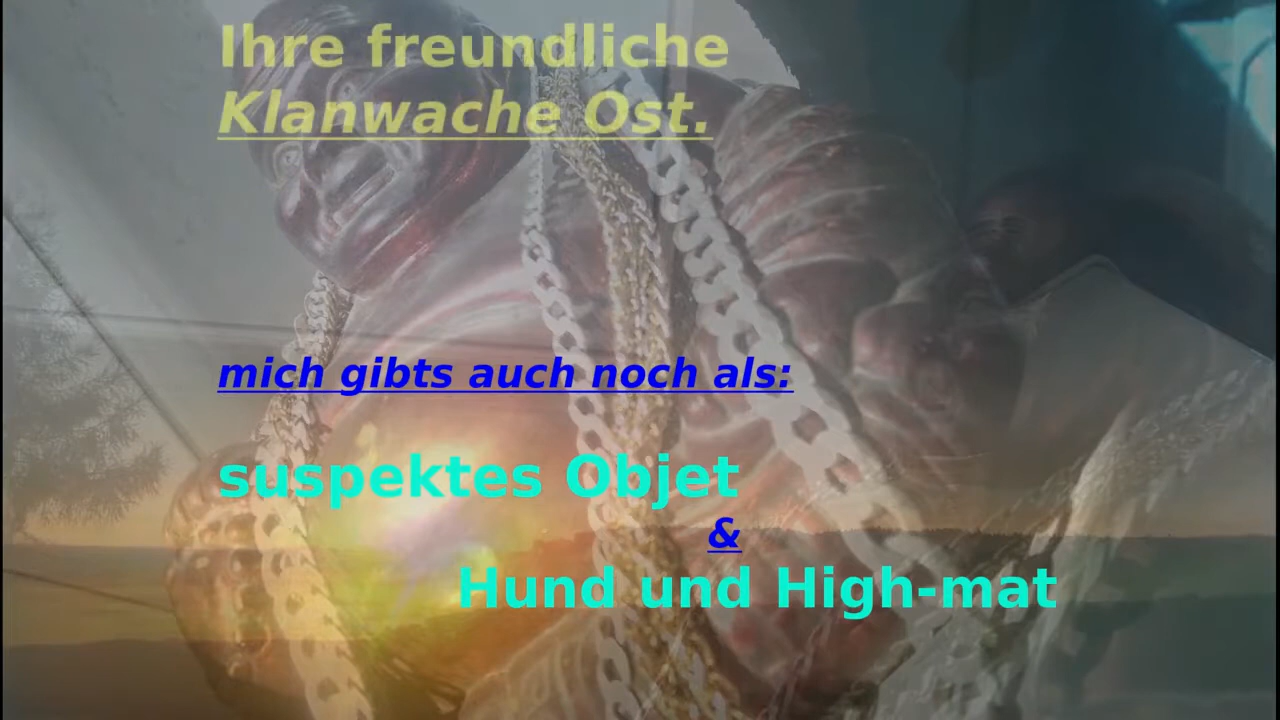 Ihre freundliche
Klanwache Ost.
mich gibts auch noch als:
suspektes Objet
&
Hund und High-mat